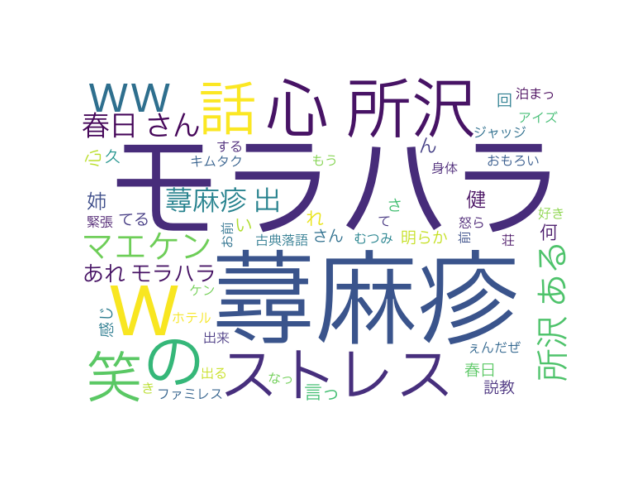 WW
話
心 所沢
回
泊まっ
アイズ
春日 さん
ジャッジ
心
久
する
キムタク
もう
ん
身体
おもろい
モラハラ
姉
蕁麻疹 出
れ
さ
健
好き
緊張
てる
い
お前
古典落語
さん
て
むつみ
明らか
怒ら
前
荘
何
マエケン
あれ モラハラ
蕁麻疹
所沢 ある
W
ケン
感じ
ホテル
出来
ぇんだぜ
笑
の
ストレス
春日
出る
なっ
言っ
説教
き
ファミレス